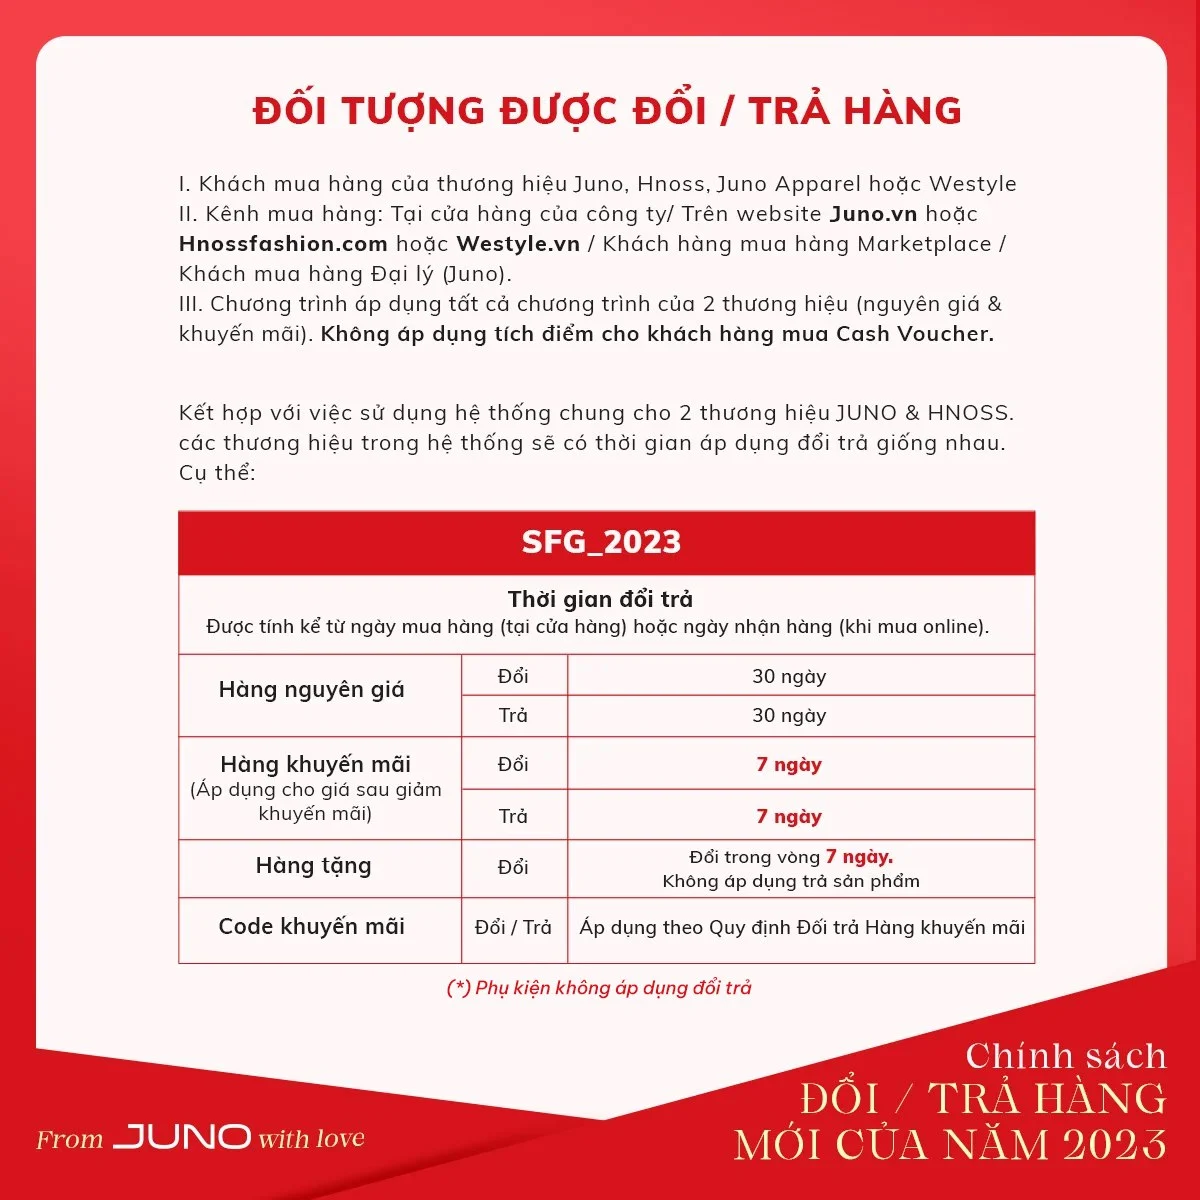 ĐỐI TƯỢNG ĐƯỢC ĐỔI / TRẢ HÀNG
I. Khách mua hàng của thương hiệu Juno, Hnoss, Juno Apparel hoặc Westyle
II. Kênh mua hàng: Tại cửa hàng của công ty/ Trên website Juno.vn hoặc
Hnossfashion.com hoặc Westyle.vn / Khách hàng mua hàng Marketplace /
Khách mua hàng Đại lý (Juno).
III. Chương trình áp dụng tất cả chương trình của 2 thương hiệu (nguyên giá &
khuyến mãi). Không áp dụng tích điểm cho khách hàng mua Cash Voucher.
Kết hợp với việc sử dụng hệ thống chung cho 2 thương hiệu JUNO & HNOSS.
các thương hiệu trong hệ thống sẽ có thời gian áp dụng đổi trả giống nhau.
Cụ thể:
SFG_2023
Thời gian đổi trả
Được tính kể từ ngày mua hàng (tại cửa hàng) hoặc ngày nhận hàng (khi mua online).
Hàng nguyên giá
Đổi
30 ngày
Trả
30 ngày
Hàng khuyến mãi
(Áp dụng cho giá sau giảm
khuyến mãi)
Đổi
7 ngày
Trả
7 ngày
Hàng tặng
Đổi
Đổi trong vòng 7 ngày.
Không áp dụng trả sản phẩm
Code khuyến mãi
Đổi / Trả
Áp dụng theo Quy định Đối trả Hàng khuyến mãi
(*) Phụ kiện không áp dụng đổi trả
Chính sách
ĐỔI / TRẢ HÀNG
MỚI CỦA NĂM 2023
From JUNO with love